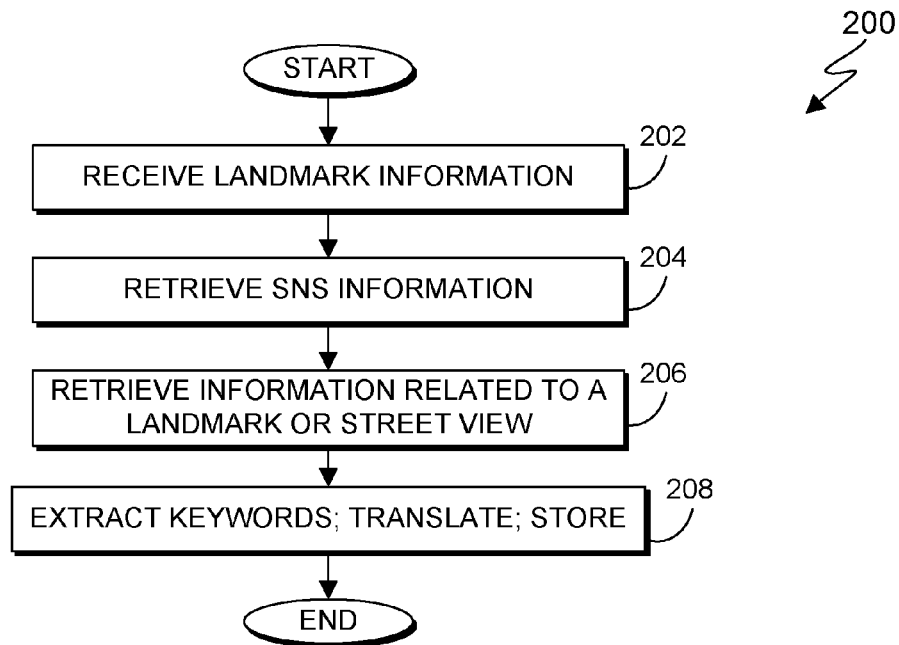 200
START
202
RECEIVE LANDMARK INFORMATION
204
RETRIEVE SNS INFORMATION
206
RETRIEVE INFORMATION RELATED TO A
LANDMARK OR STREET VIEW
208
EXTRACT KEYWORDS; TRANSLATE; STORE
END